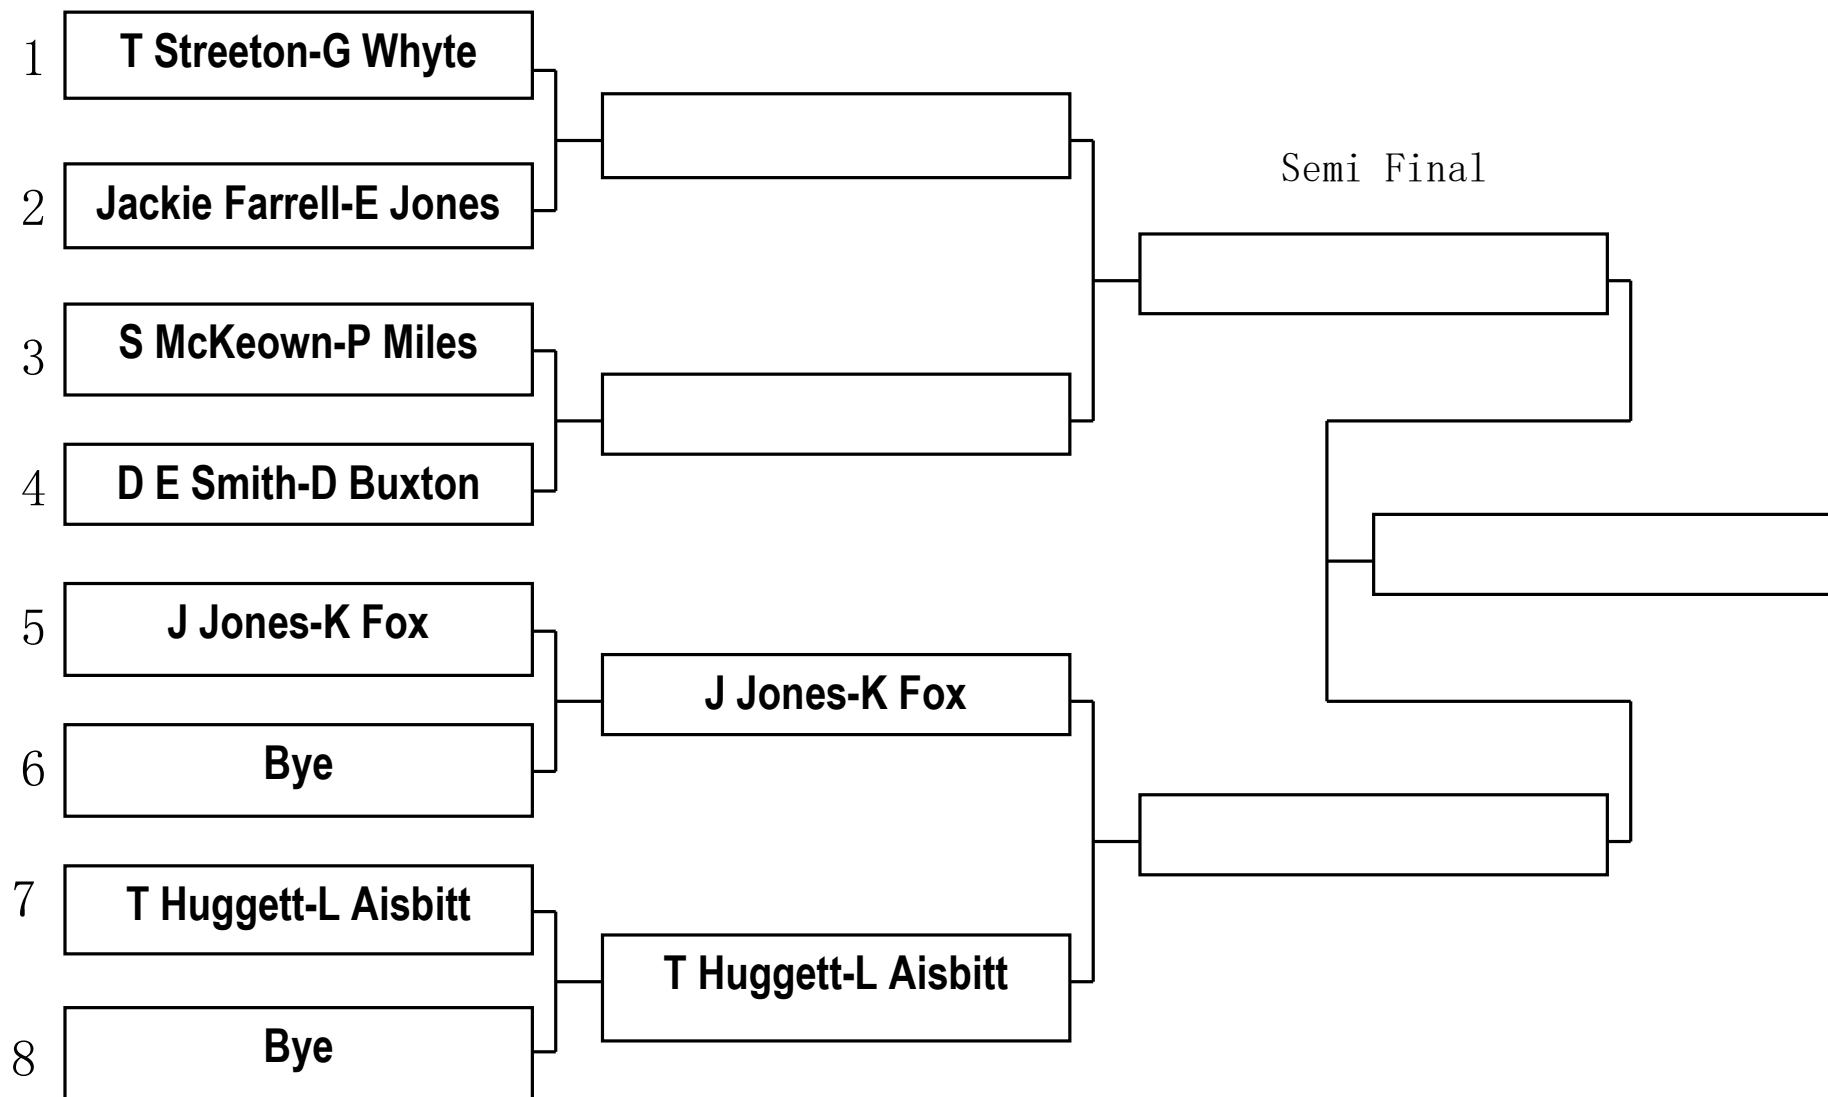 1 T Streeton-G Whyte
Semi Final
2 Jackie Farrell-E Jones
3 S McKeown-P Miles
4 D E Smith-D Buxton
5 J Jones-K Fox
J Jones-K Fox
6 Bye
7 T Huggett-L Aisbitt
T Huggett-L Aisbitt
8 Bye